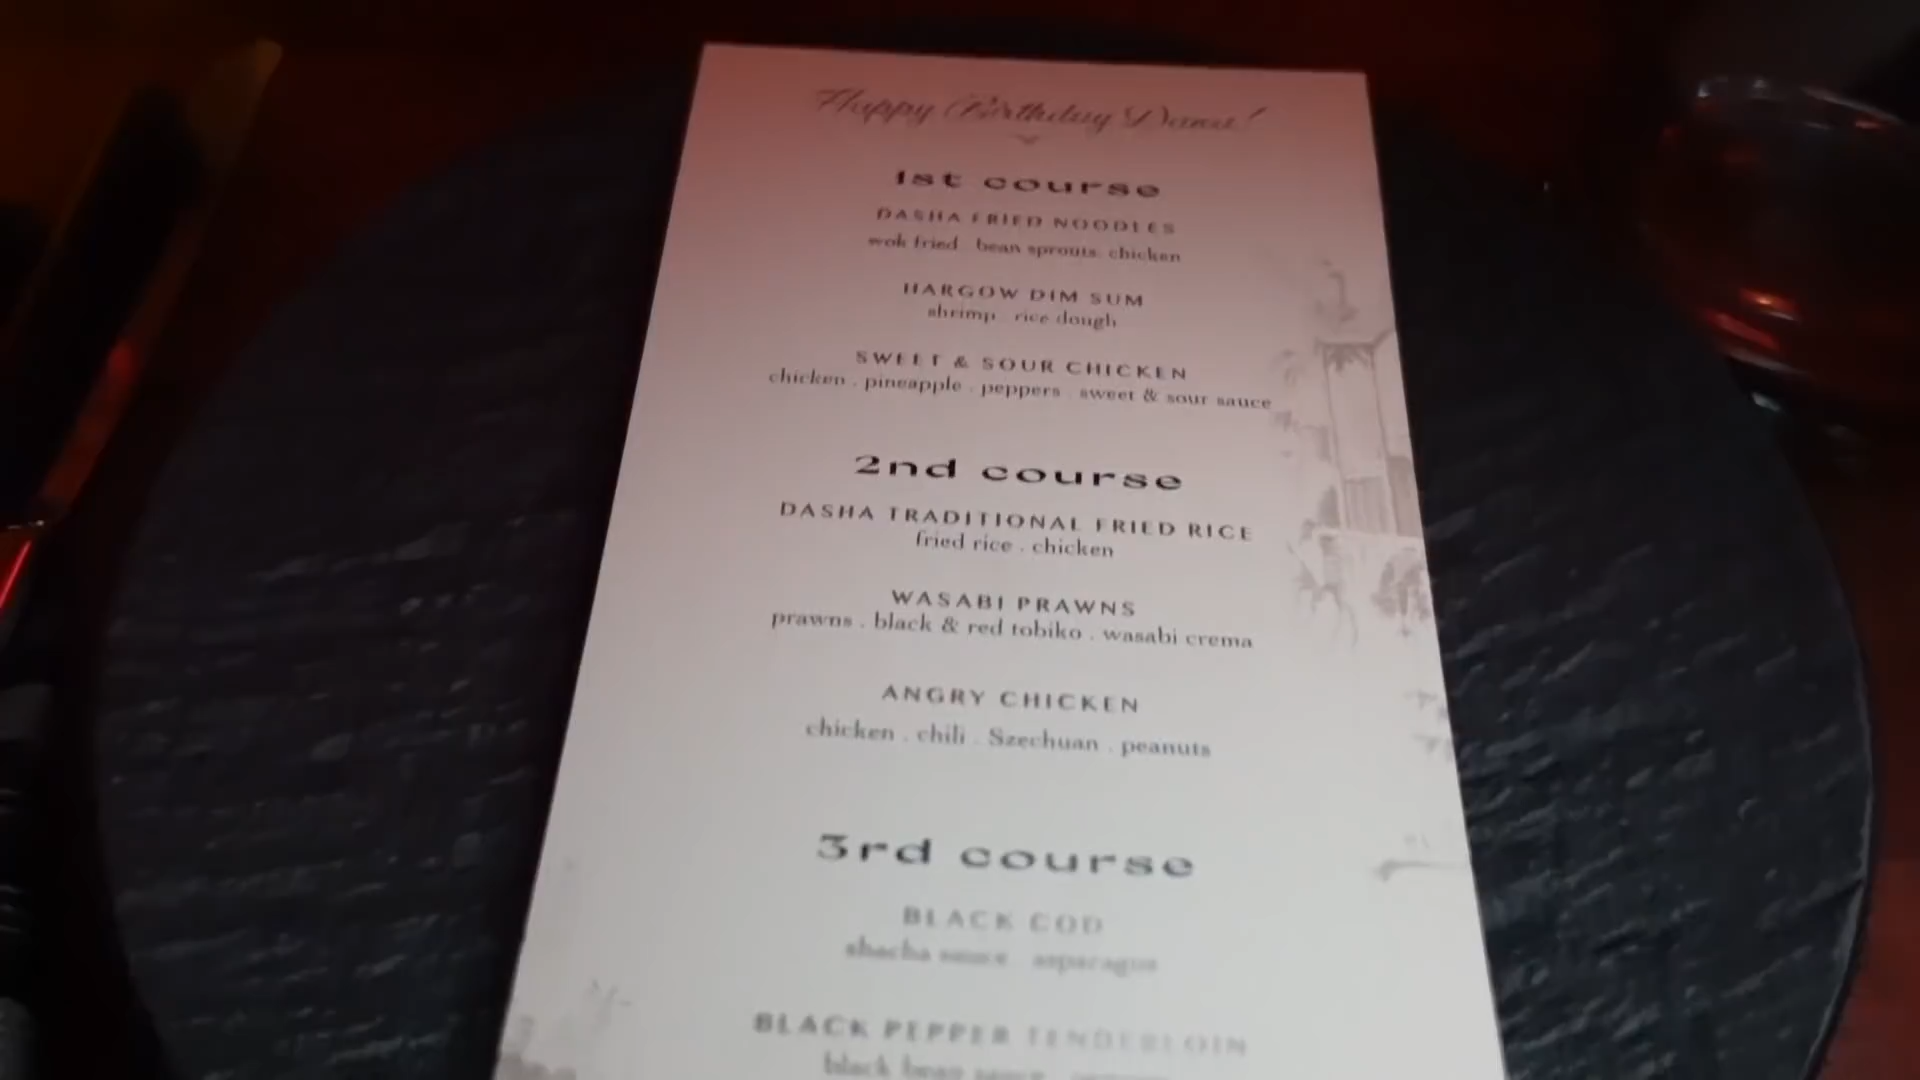 Happy Birthday Dana!
1st course
DASHA FRIED NOODLES
wok fried . bean sprouts. chicken
HARGOW DIM SUM
shrimp . rice dough
SWEET & SOUR CHICKEN
chicken . pineapple . peppers . sweet & sour sauce
2nd course
DASHA TRADITIONAL FRIED RICE
fried rice . chicken
WASABI PRAWNS
prawns . black & red tobiko . wasabi crema
ANGRY CHICKEN
chicken . chili . Szechuan . peanuts
3rd course
BLACK COD
shacha sauce . asparagus
BLACK PEPPER TENDERLOIN
black bean sauce